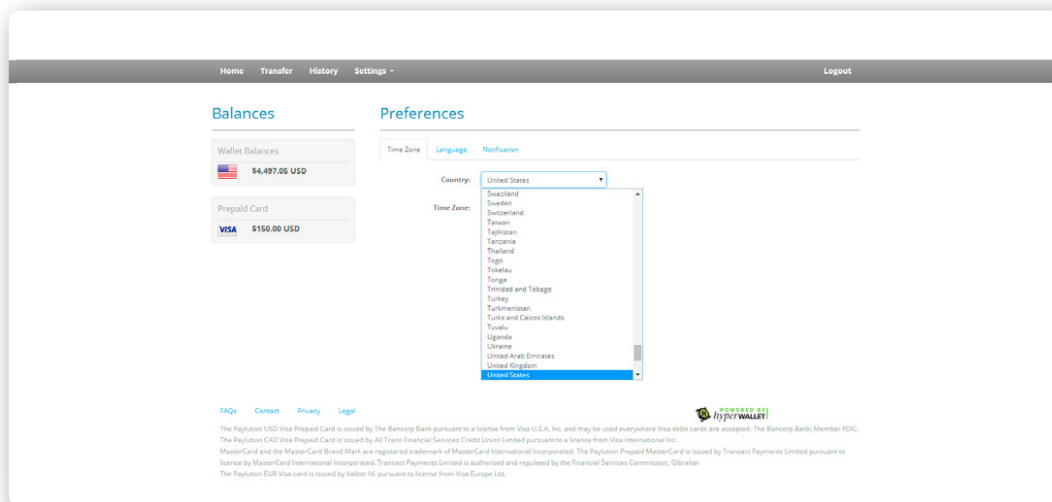 Home Transfer History Settings Logout
Balances
Wallet Balances
$4,497.05 USD
Prepaid Card
VISA $150.00 USD
Preferences
Time Zone Language Notification
Country: United States
Time Zone:
Swaziland
Sweden
Switzerland
Taiwan
Tajikistan
Tanzania
Thailand
Togo
Tokelau
Tonga
Trinidad and Tobago
Turkey
Turkmenistan
Turks and Caicos Islands
Tuvalu
Uganda
Ukraine
United Arab Emirates
United Kingdom
United States
FAQs Contact Privacy Legal
POWERED BY
hyperWALLET
The Paylution USD Visa Prepaid Card is issued by The Bancorp Bank pursuant to a license from Visa U.S.A. Inc. and may be used everywhere Visa debit cards are accepted. The Bancorp Bank; Member FDIC.
The Paylution CAD Visa Prepaid Card is issued by All Trans Financial Services Credit Union Limited pursuant to a license from Visa International Inc.
MasterCard and the MasterCard Brand Mark are registered trademark of MasterCard International Incorporated. The Paylution Prepaid MasterCard is issued by Transact Payments Limited pursuant to
licence by MasterCard International Incorporated. Transact Payments Limited is authorised and regulated by the Financial Services Commission, Gibraltar
The Paylution EUR Visa card is issued by Valitor hf. pursuant to license from Visa Europe Ltd.